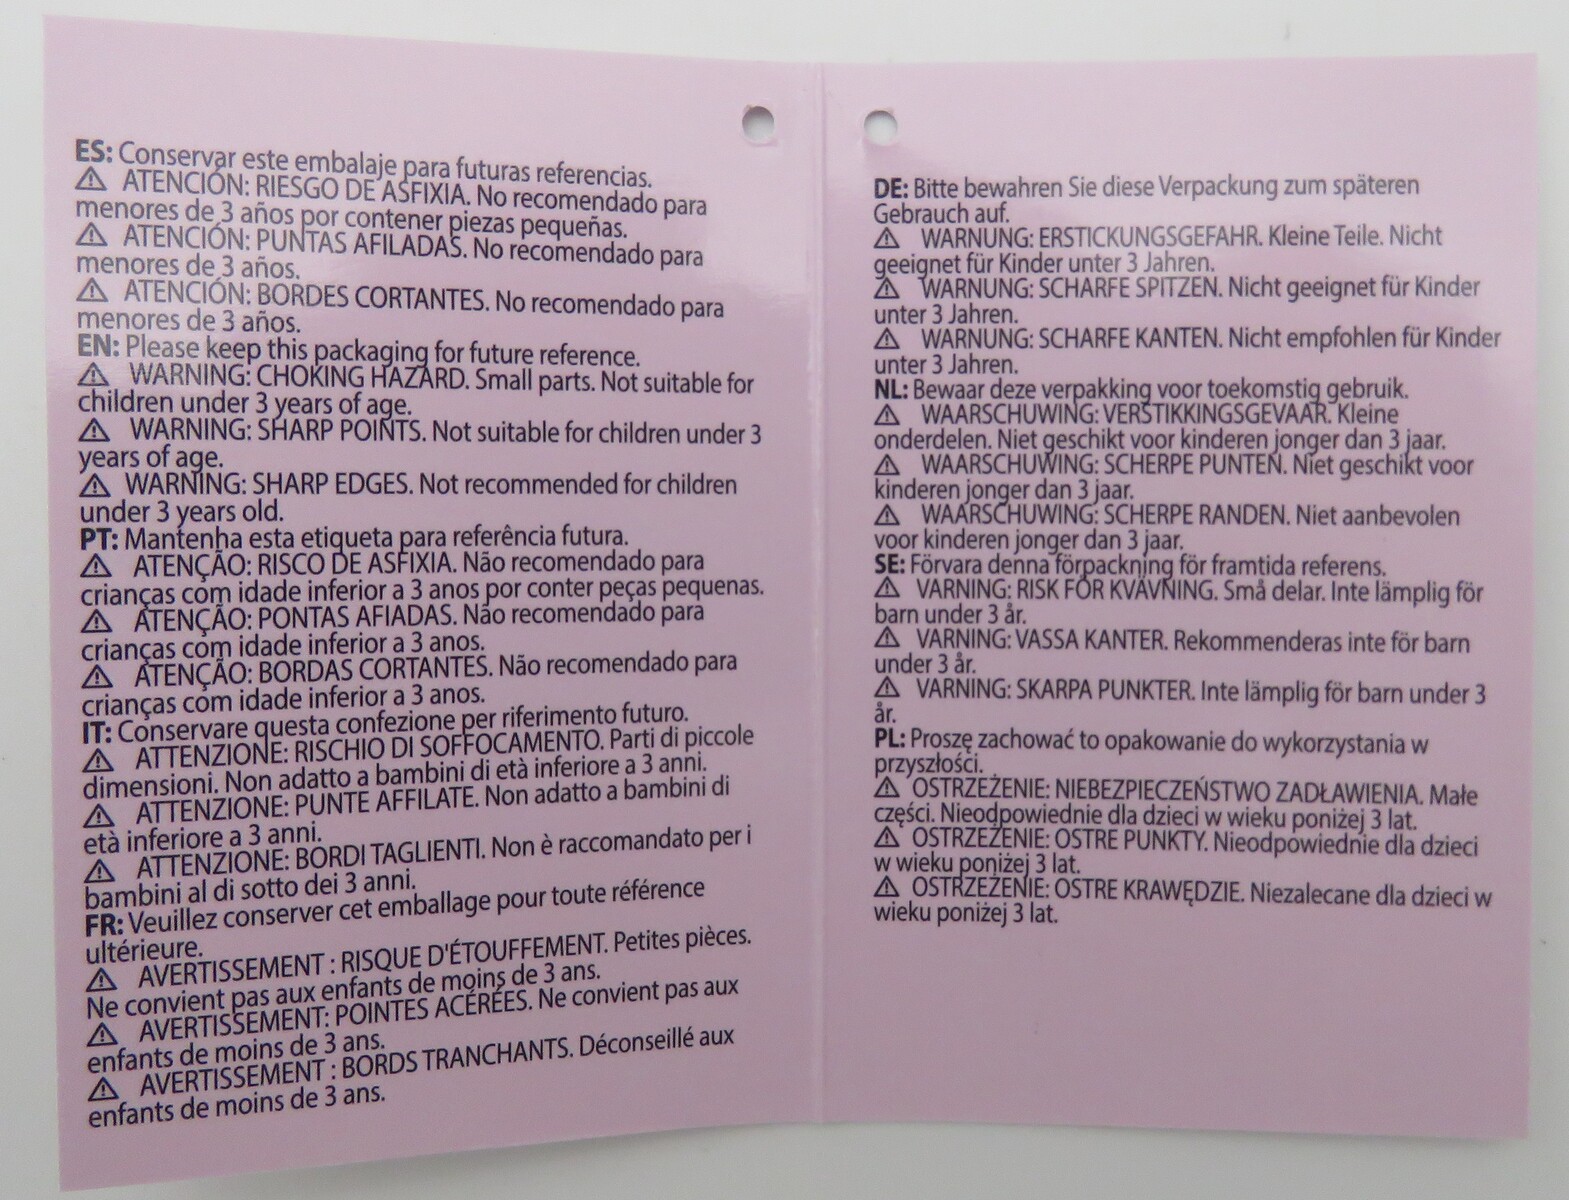 ES: Conservar este embalaje para futuras referencias.
⚠ ATENCIÓN: RIESGO DE ASFIXIA. No recomendado para
menores de 3 años por contener piezas pequeñas.
⚠ ATENCIÓN: PUNTAS AFILADAS. No recomendado para
menores de 3 años.
⚠ ATENCIÓN: BORDES CORTANTES. No recomendado para
menores de 3 años.
EN: Please keep this packaging for future reference.
⚠ WARNING: CHOKING HAZARD. Small parts. Not suitable for
children under 3 years of age.
⚠ WARNING: SHARP POINTS. Not suitable for children under 3
years of age.
⚠ WARNING: SHARP EDGES. Not recommended for children
under 3 years old.
PT: Mantenha esta etiqueta para referência futura.
⚠ ATENÇÃO: RISCO DE ASFIXIA. Não recomendado para
crianças com idade inferior a 3 anos por conter peças pequenas.
⚠ ATENÇÃO: PONTAS AFIADAS. Não recomendado para
crianças com idade inferior a 3 anos.
⚠ ATENÇÃO: BORDAS CORTANTES. Não recomendado para
crianças com idade inferior a 3 anos.
IT: Conservare questa confezione per riferimento futuro.
⚠ ATTENZIONE: RISCHIO DI SOFFOCAMENTO. Parti di piccole
dimensioni. Non adatto a bambini di età inferiore a 3 anni.
⚠ ATTENZIONE: PUNTE AFFILATE. Non adatto a bambini di
età inferiore a 3 anni.
⚠ ATTENZIONE: BORDI TAGLIENTI. Non è raccomandato per i
bambini al di sotto dei 3 anni.
FR: Veuillez conserver cet emballage pour toute référence
ultérieure.
⚠ AVERTISSEMENT : RISQUE D'ÉTOUFFEMENT. Petites pièces.
Ne convient pas aux enfants de moins de 3 ans.
⚠ AVERTISSEMENT: POINTES ACÉRÉES. Ne convient pas aux
enfants de moins de 3 ans.
⚠ AVERTISSEMENT : BORDS TRANCHANTS. Déconseillé aux
enfants de moins de 3 ans.
DE: Bitte bewahren Sie diese Verpackung zum späteren
Gebrauch auf.
⚠ WARNUNG: ERSTICKUNGSGEFAHR. Kleine Teile. Nicht
geeignet für Kinder unter 3 Jahren.
⚠ WARNUNG: SCHARFE SPITZEN. Nicht geeignet für Kinder
unter 3 Jahren.
⚠ WARNUNG: SCHARFE KANTEN. Nicht empfohlen für Kinder
unter 3 Jahren.
NL: Bewaar deze verpakking voor toekomstig gebruik.
⚠ WAARSCHUWING: VERSTIKKINGSGEVAAR. Kleine
onderdelen. Niet geschikt voor kinderen jonger dan 3 jaar.
⚠ WAARSCHUWING: SCHERPE PUNTEN. Niet geschikt voor
kinderen jonger dan 3 jaar.
⚠ WAARSCHUWING: SCHERPE RANDEN. Niet aanbevolen
voor kinderen jonger dan 3 jaar.
SE: Förvara denna förpackning för framtida referens.
⚠ VARNING: RISK FÖR KVÄVNING. Små delar. Inte lämplig för
barn under 3 år.
⚠ VARNING: VASSA KANTER. Rekommenderas inte för barn
under 3 år.
⚠ VARNING: SKARPA PUNKTER. Inte lämplig för barn under 3
år.
PL: Proszę zachować to opakowanie do wykorzystania w
przyszłości.
⚠ OSTRZEŻENIE: NIEBEZPIECZEŃSTWO ZADŁAWIENIA. Małe
części. Nieodpowiednie dla dzieci w wieku poniżej 3 lat.
⚠ OSTRZEŻENIE: OSTRE PUNKTY. Nieodpowiednie dla dzieci
w wieku poniżej 3 lat.
⚠ OSTRZEŻENIE: OSTRE KRAWĘDZIE. Niezalecane dla dzieci w
wieku poniżej 3 lat.